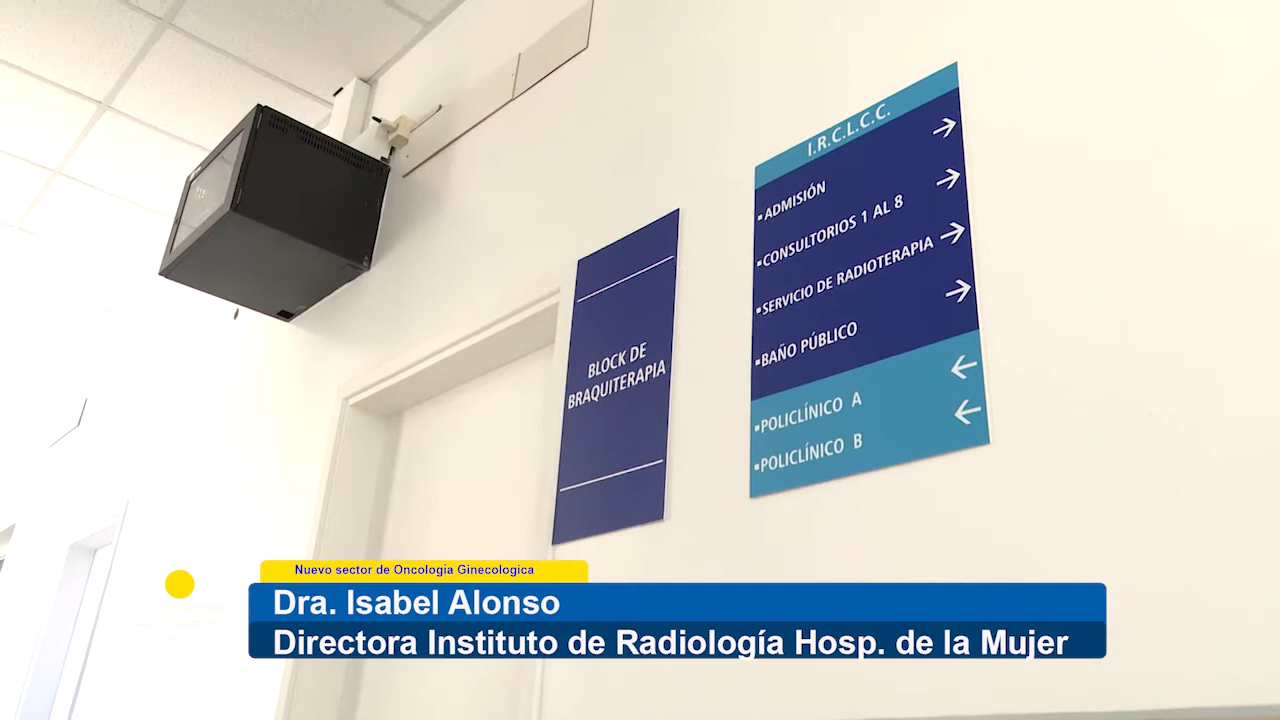 I.R.C.L.C.C.
▪ADMISIÓN
▪CONSULTORIOS 1 AL 8
▪SERVICIO DE RADIOTERAPIA
▪BAÑO PÚBLICO
▪POLICLÍNICO A
▪POLICLÍNICO B
BLOCK DE
BRAQUITERAPIA
Nuevo sector de Oncología Ginecologica
Dra. Isabel Alonso
Directora Instituto de Radiología Hosp. de la Mujer